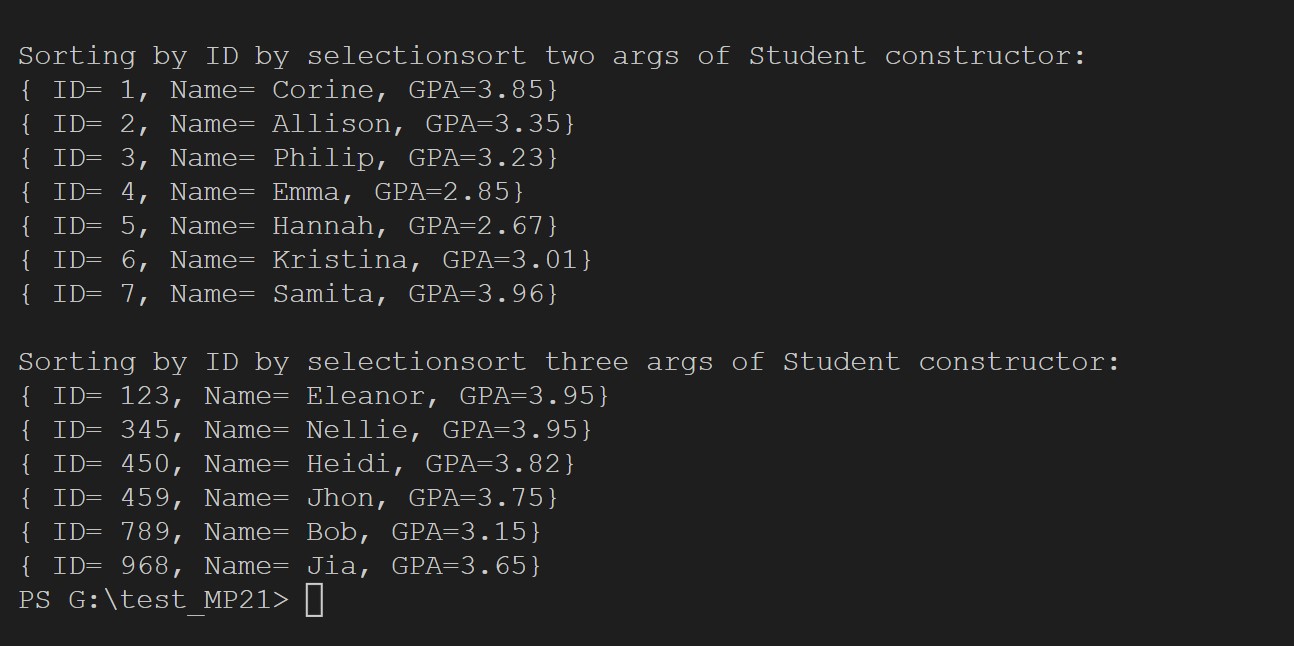 Sorting by ID by selectionsort two args of Student constructor:
{ ID= 1, Name= Corine, GPA=3.85}
{ ID= 2, Name= Allison, GPA=3.35}
{ ID= 3, Name= Philip, GPA=3.23}
{ ID= 4, Name= Emma, GPA=2.85}
{ ID= 5, Name= Hannah, GPA=2.67}
{ ID= 6, Name= Kristina, GPA=3.01}
{ ID= 7, Name= Samita, GPA=3.96}
Sorting by ID by selectionsort three args of Student constructor:
{ ID= 123, Name= Eleanor, GPA=3.95}
{ ID= 345, Name= Nellie, GPA=3.95}
{ ID= 450, Name= Heidi, GPA=3.82}
{ ID= 459, Name= Jhon, GPA=3.75}
{ ID= 789, Name= Bob, GPA=3.15}
{ ID= 968, Name= Jia, GPA=3.65}
PS G:\test_MP21>